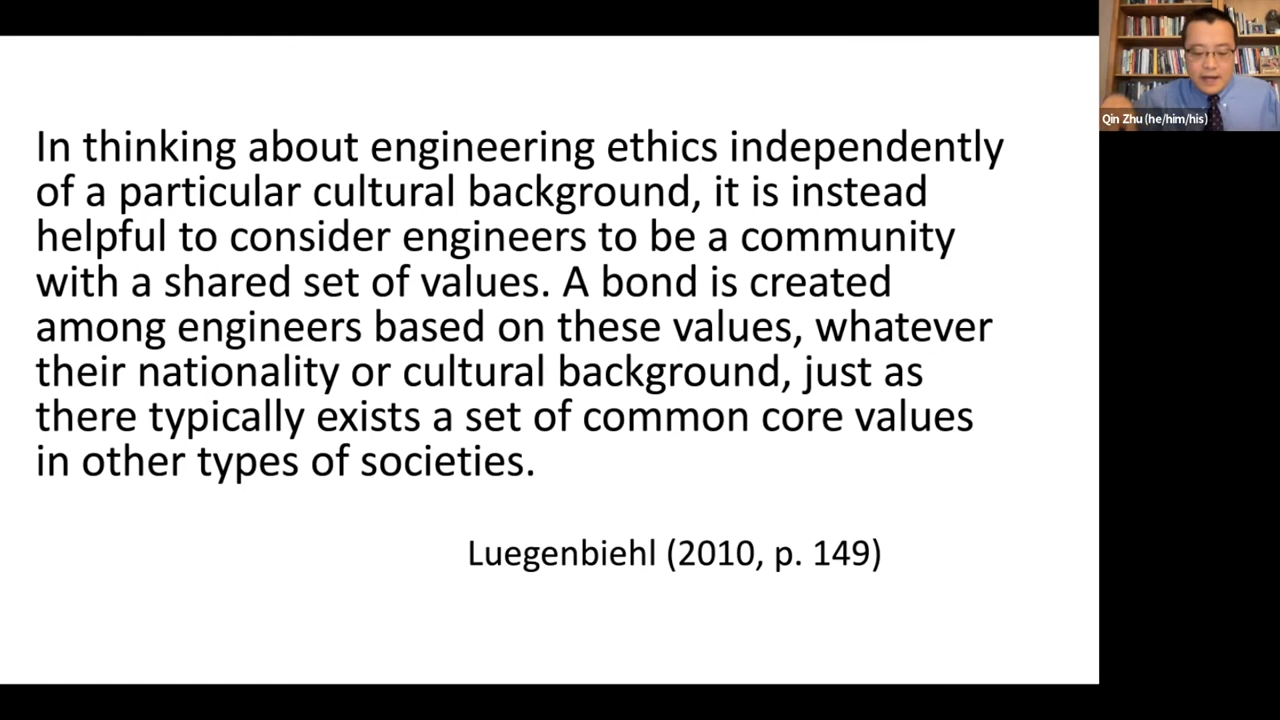 In thinking about engineering ethics independently
of a particular cultural background, it is instead
helpful to consider engineers to be a community
with a shared set of values. A bond is created
among engineers based on these values, whatever
their nationality or cultural background, just as
there typically exists a set of common core values
in other types of societies.
Luegenbiehl (2010, p. 149)
Qin Zhu (he/him/his)